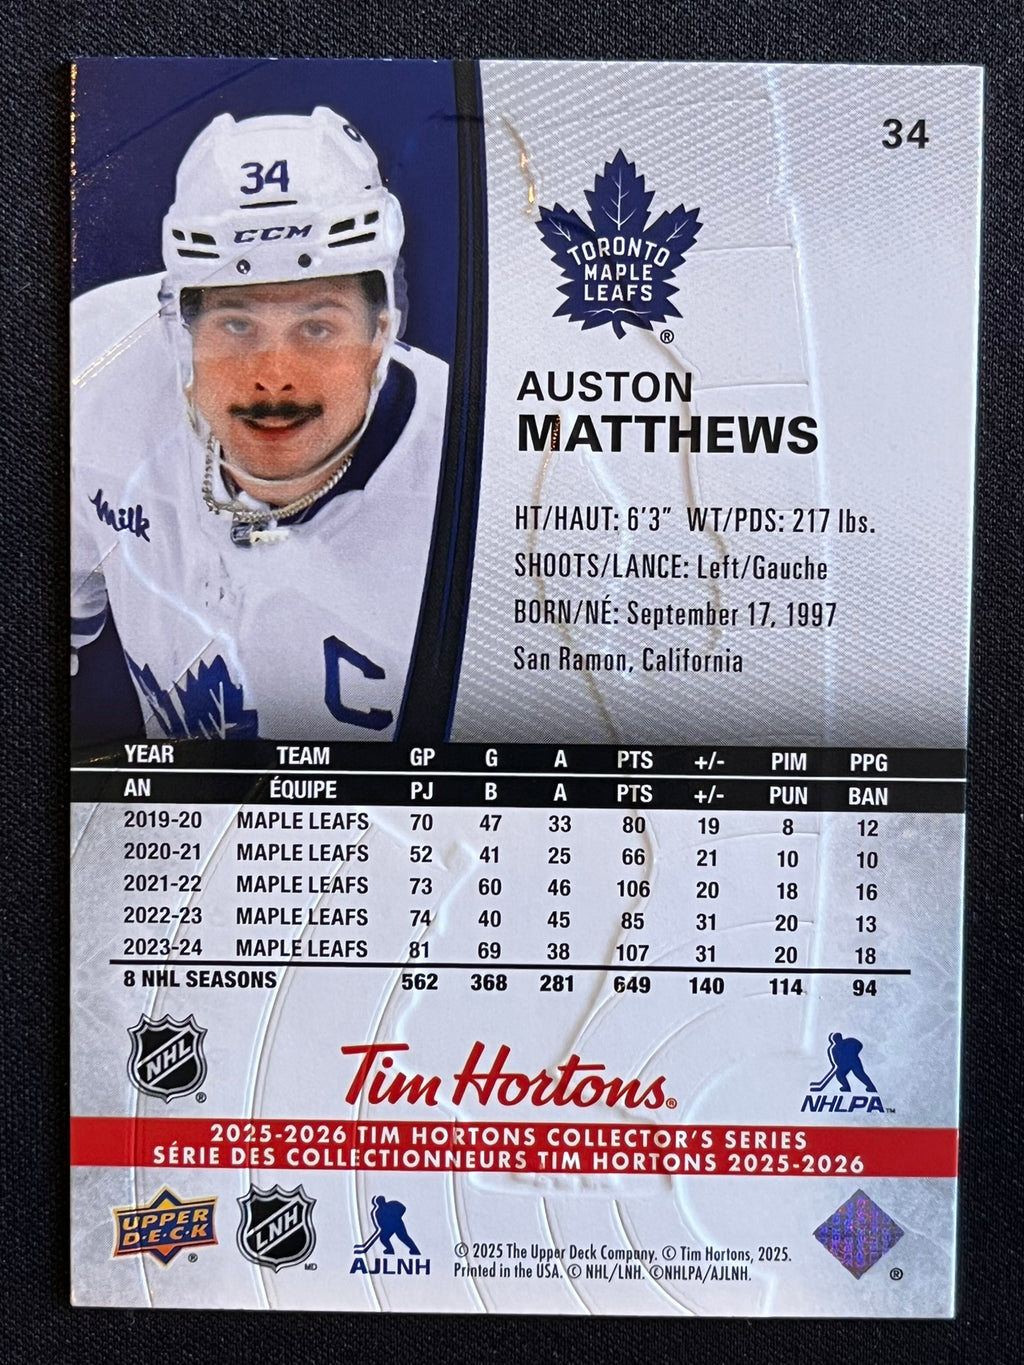 34
34
CCM
TORONTO
MAPLE
LEAFS
®
AUSTON
MATTHEWS
Milk
HT/HAUT: 6'3" WT/PDS: 217 lbs.
SHOOTS/LANCE: Left/Gauche
BORN/NÉ: September 17, 1997
San Ramon, California
C
YEAR TEAM GP G A PTS +/- PIM PPG
AN ÉQUIPE PJ B A PTS +/- PUN BAN
2019-20 MAPLE LEAFS 70 47 33 80 19 8 12
2020-21 MAPLE LEAFS 52 41 25 66 21 10 10
2021-22 MAPLE LEAFS 73 60 46 106 20 18 16
2022-23 MAPLE LEAFS 74 40 45 85 31 20 13
2023-24 MAPLE LEAFS 81 69 38 107 31 20 18
8 NHL SEASONS 562 368 281 649 140 114 94
NHL ®
Tim Hortons®
NHLPA™
2025-2026 TIM HORTONS COLLECTOR'S SERIES
SÉRIE DES COLLECTIONNEURS TIM HORTONS 2025-2026
UPPER
D·E·C·K ®
LNH MD
AJLNH
© 2025 The Upper Deck Company. © Tim Hortons, 2025.
Printed in the USA. © NHL/LNH. ©NHLPA/AJLNH.
®